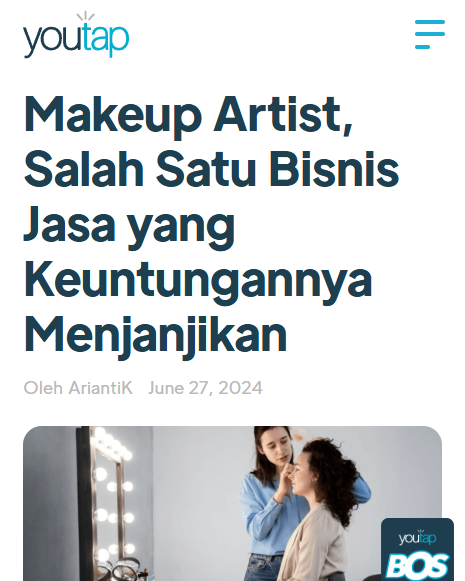 youtap
Makeup Artist,
Salah Satu Bisnis
Jasa yang
Keuntungannya
Menjanjikan
Oleh AriantiK June 27, 2024
youtap
BOS